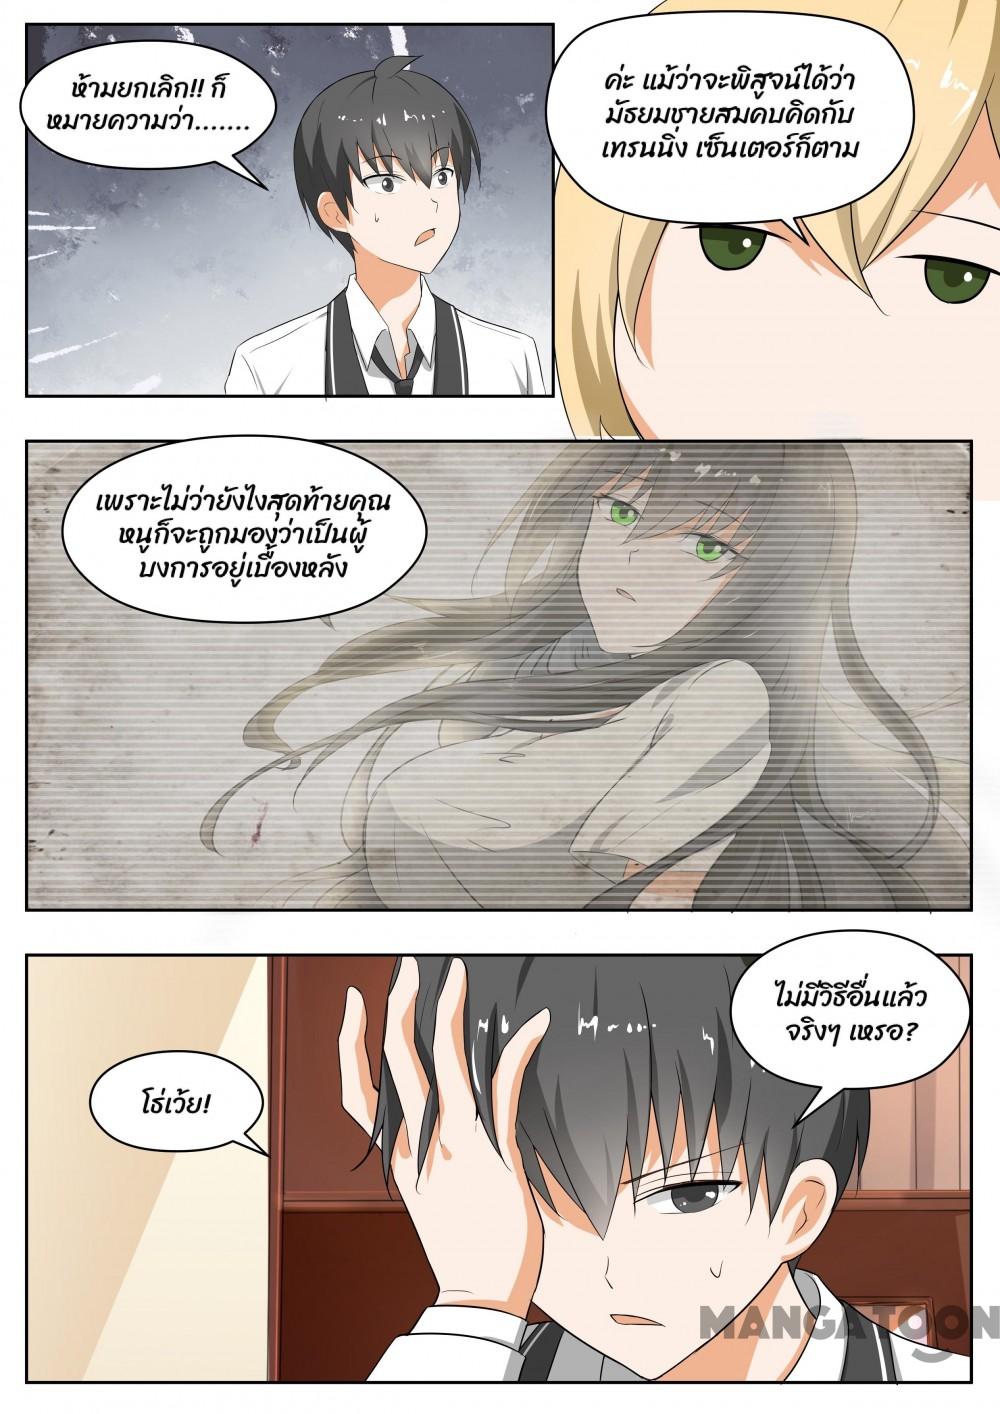 ห้ามยกเลิก!! ก็
หมายความว่า.......
ค่ะ แม้ว่าจะพิสูจน์ได้ว่า
มัธยมชายสมคบคิดกับ
เทรนนิ่ง เซ็นเตอร์ก็ตาม
เพราะไม่ว่ายังไงสุดท้ายคุณ
หนูก็จะถูกมองว่าเป็นผู้
บงการอยู่เบื้องหลัง
ไม่มีวิธีอื่นแล้ว
จริงๆ เหรอ?
โธ่เว้ย!
MANGATOON